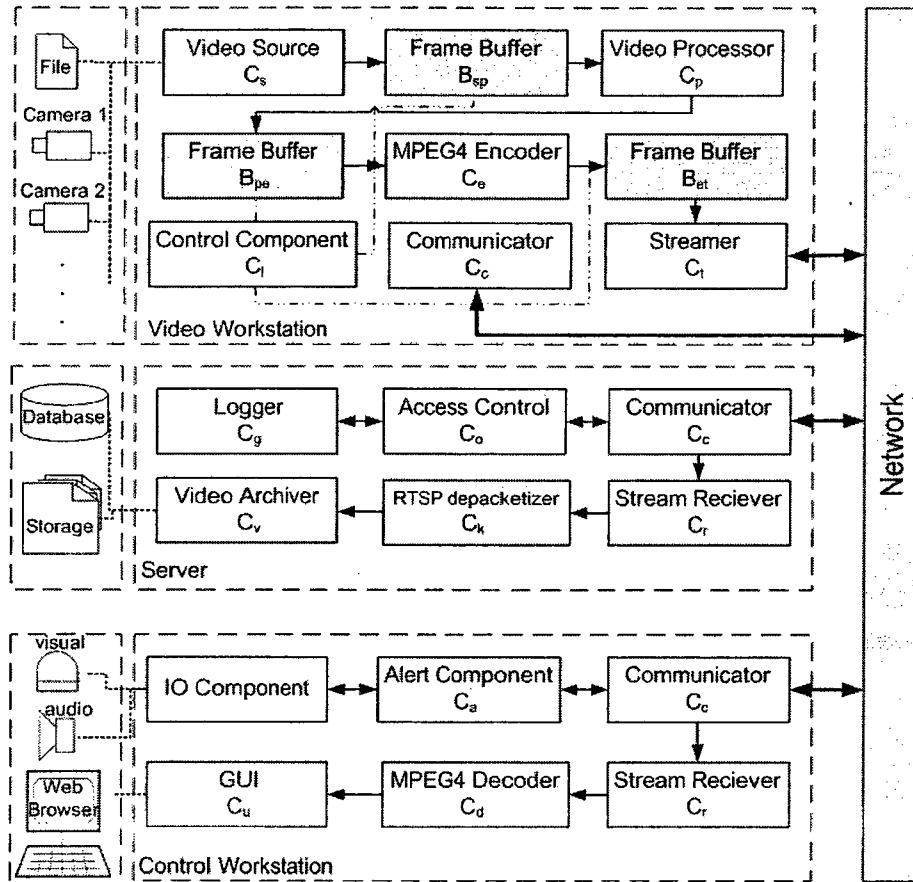 File
Camera 1
Camera 2
Video Source
Cs
Frame Buffer
Bsp
Video Processor
Cp
Frame Buffer
Bpe
MPEG4 Encoder
Ce
Frame Buffer
Bet
Control Component
Cl
Communicator
Cc
Streamer
Ct
Video Workstation
Database
Storage
Logger
Cg
Access Control
Co
Communicator
Cc
Video Archiver
Cv
RTSP depacketizer
Ck
Stream Reciever
Cr
Server
visual
audio
Web
Browser
IO Component
Alert Component
Ca
Communicator
Cc
GUI
Cu
MPEG4 Decoder
Cd
Stream Reciever
Cr
Control Workstation
Network